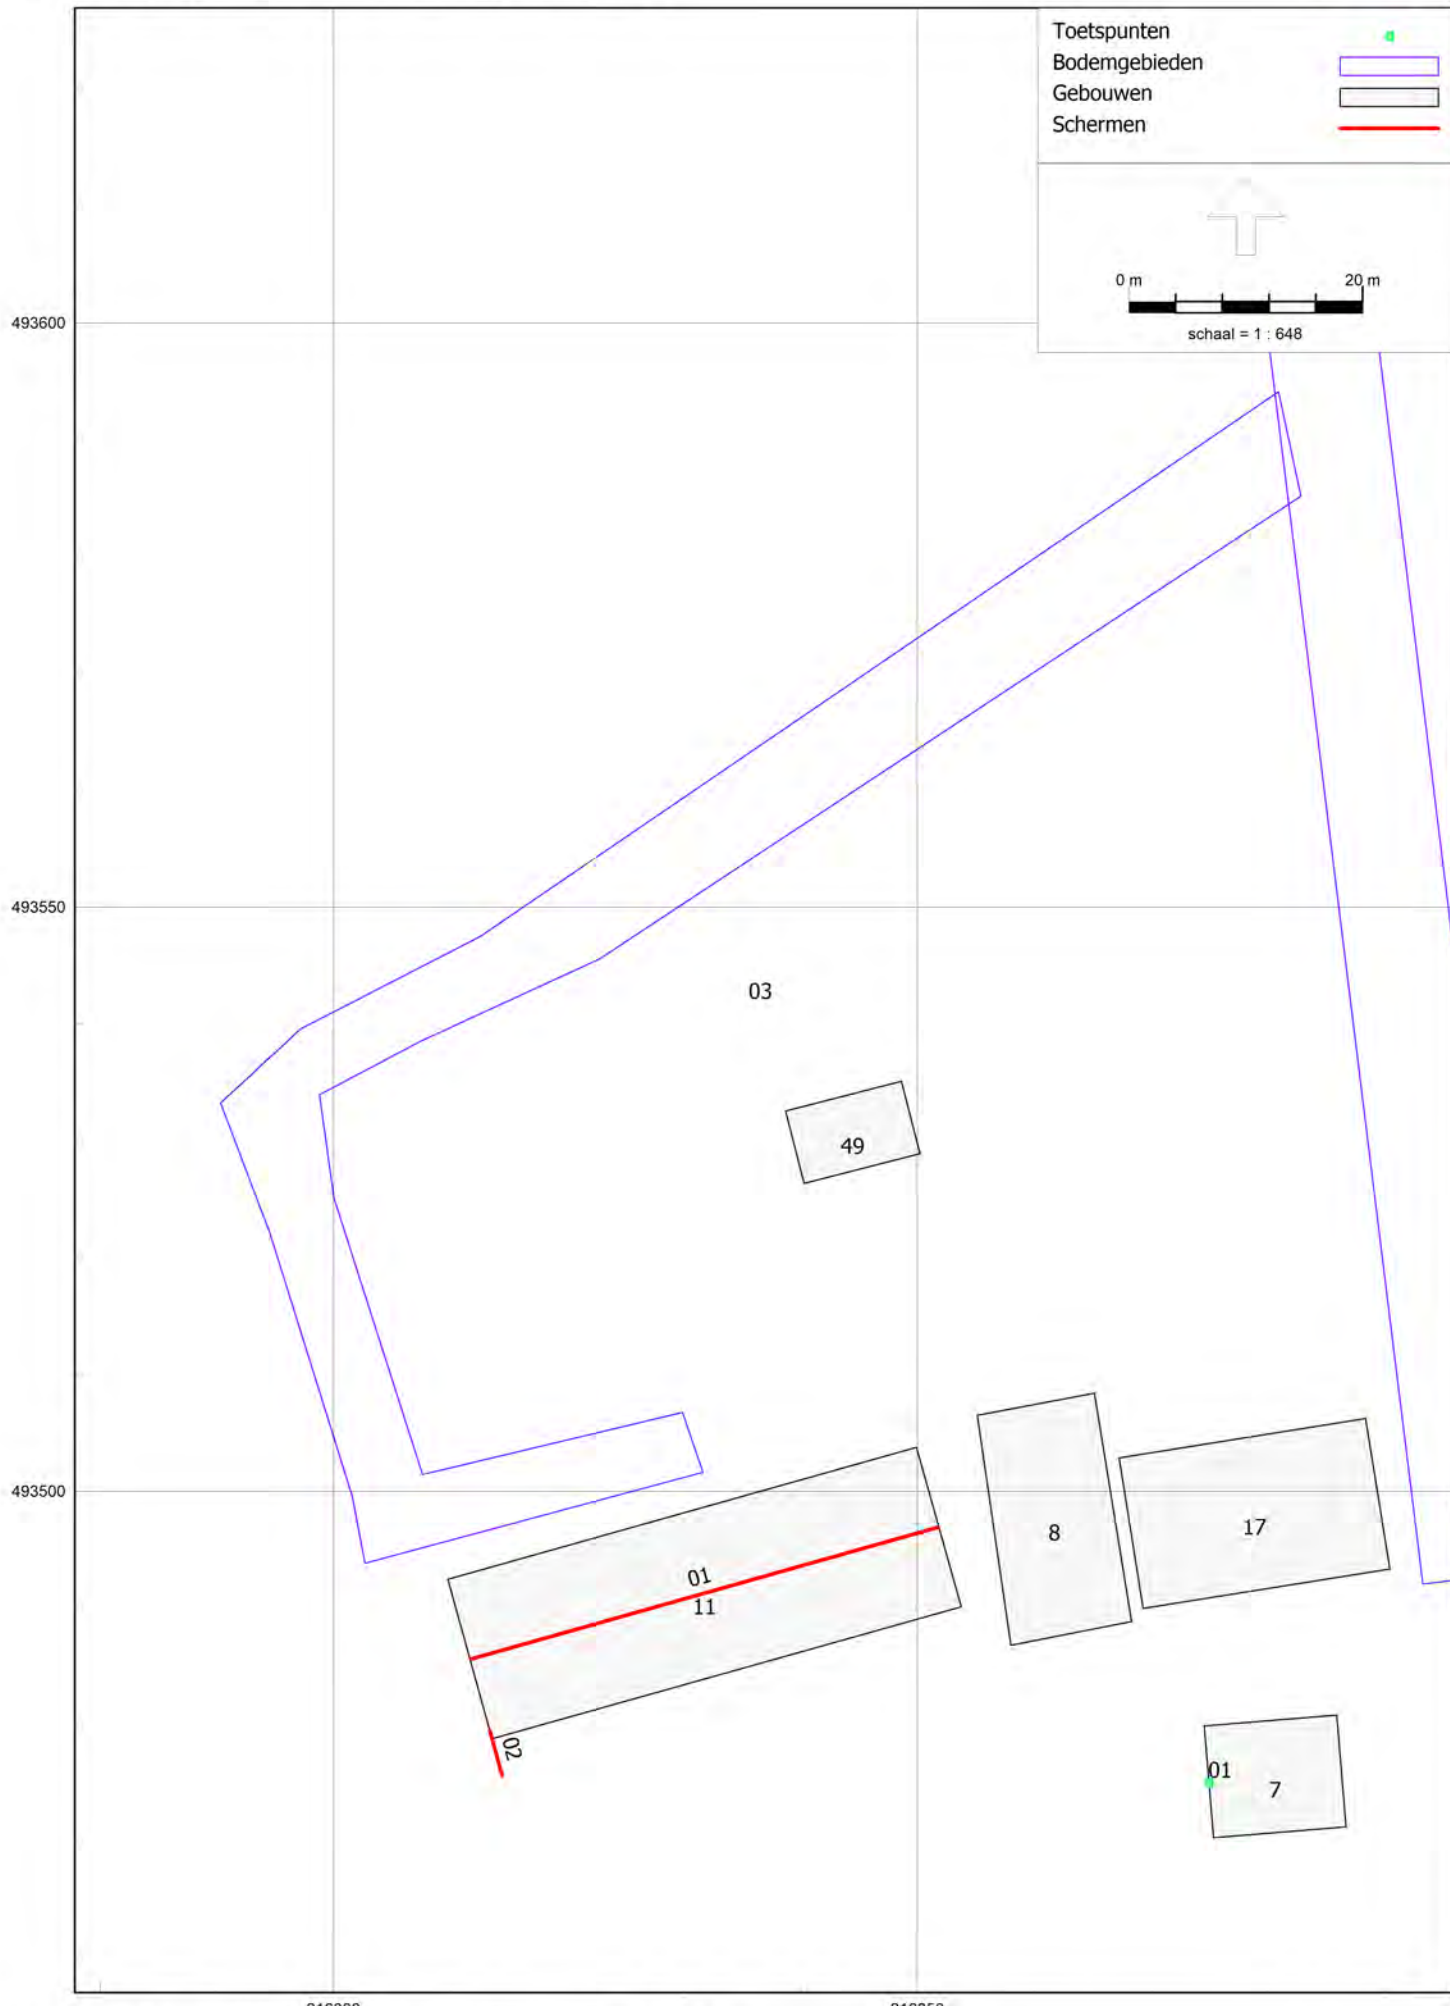 Toetspunten
Bodemgebieden
Gebouwen
Schermen
0 m 20 m
schaal = 1 : 648
493600
493550
03
49
493500
8
17
01
11
02
01
7